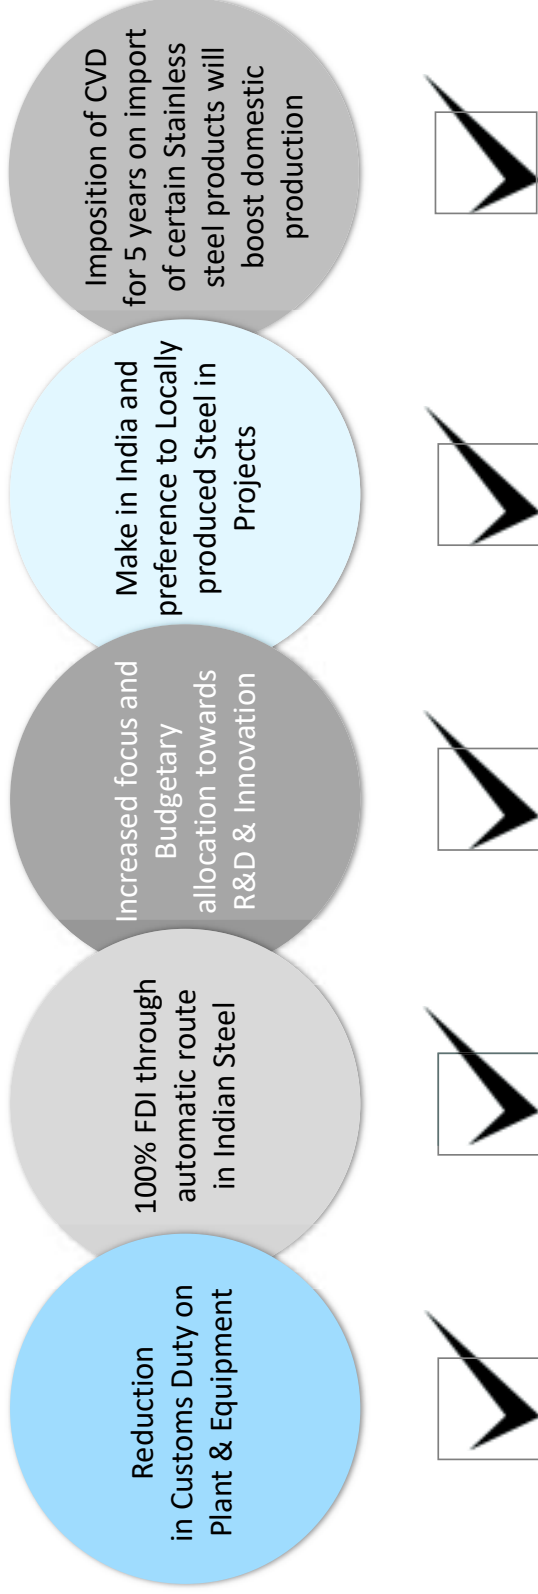 Reduction
in Customs Duty on
Plant & Equipment
100% FDI through
automatic route
in Indian Steel
Increased focus and
Budgetary
allocation towards
R&D & Innovation
Make in India and
preference to Locally
produced Steel in
Projects
Imposition of CVD
for 5 years on import
of certain Stainless
steel products will
boost domestic
production